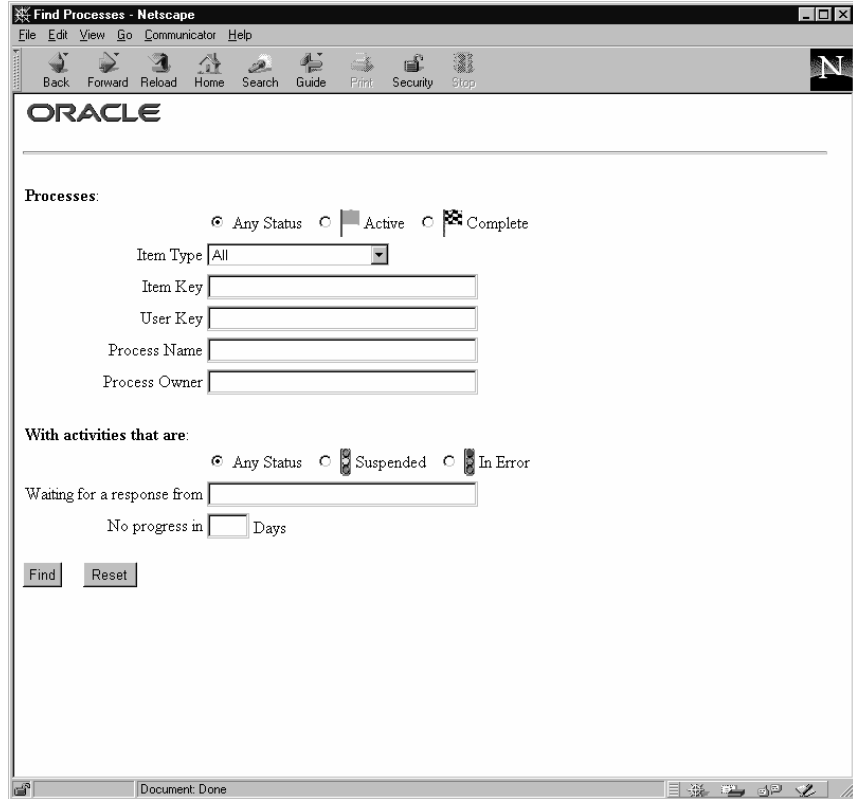 Find Processes - Netscape
File Edit View Go Communicator Help
Back Forward Reload Home Search Guide Print Security Stop
N
ORACLE
Processes:
Any Status Active Complete
Item Type All
Item Key
User Key
Process Name
Process Owner
With activities that are:
Any Status Suspended In Error
Waiting for a response from
No progress in Days
Find Reset
Document: Done